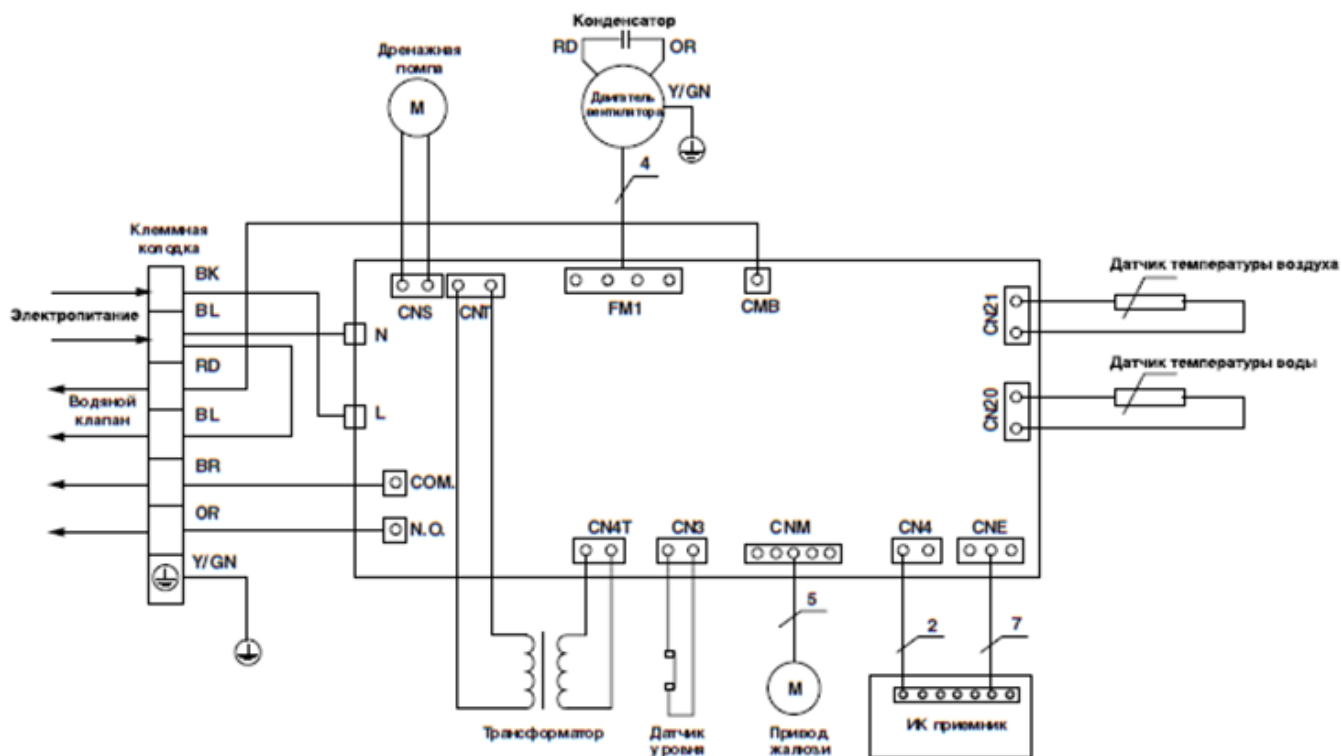 Конденсатор
RD OR
Дренажная
помпа
M
Двигатель
вентилятора
Y/GN
4
Клеммная
колодка
BK
BL
Электропитание
RD
Водяной
клапан
BL
BR
OR
Y/GN
N
L
COM.
N.O.
CNS
CNT
FM1
CMB
CN21
Датчик температуры воздуха
CN20
Датчик температуры воды
CN4T
CN3
CNM
CN4
CNE
5
2
7
M
Трансформатор
Датчик
уровня
Привод
жалюзи
ИК приемник